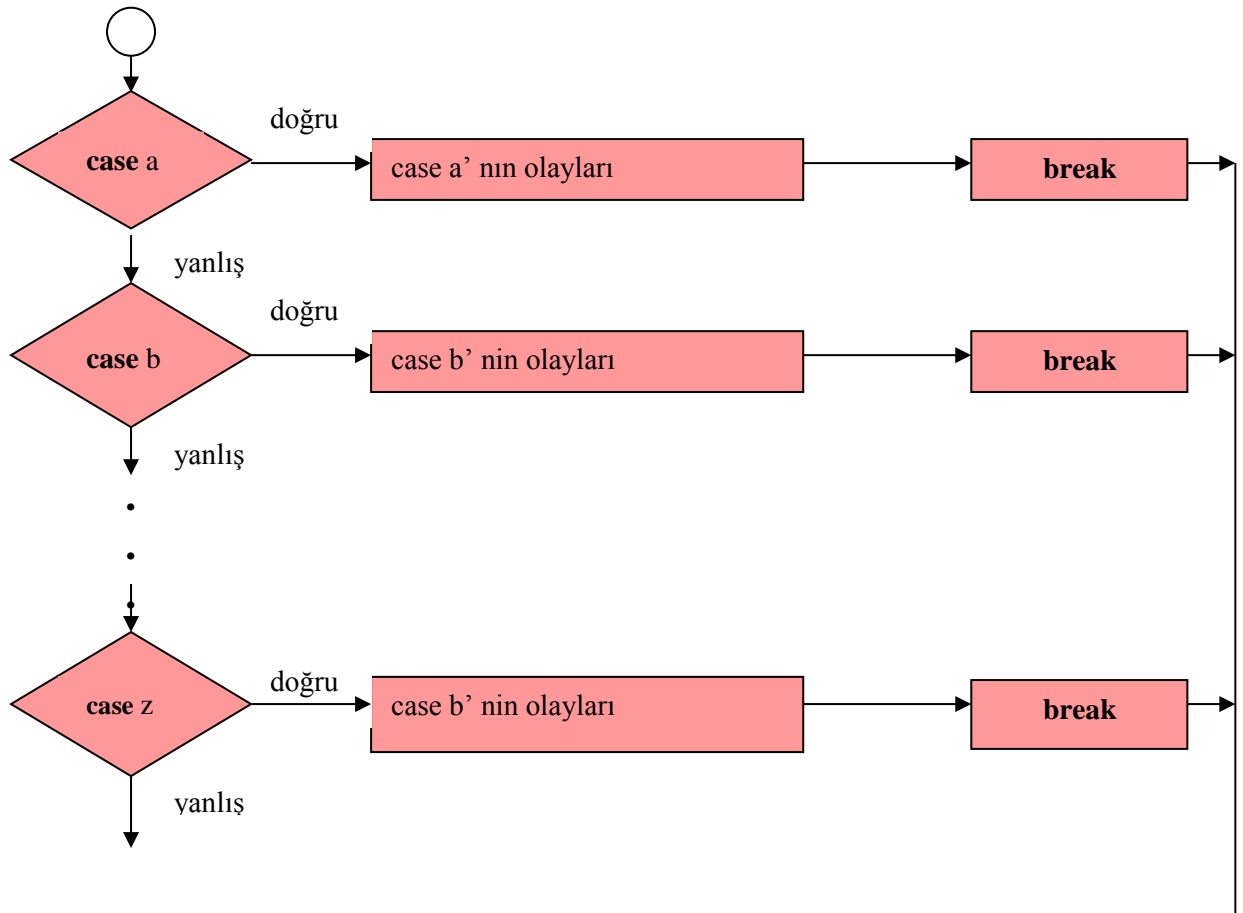 doğru
case a
case a' nın olayları
break
yanlış
doğru
case b
case b' nin olayları
break
yanlış
doğru
case z
case b' nin olayları
break
yanlış